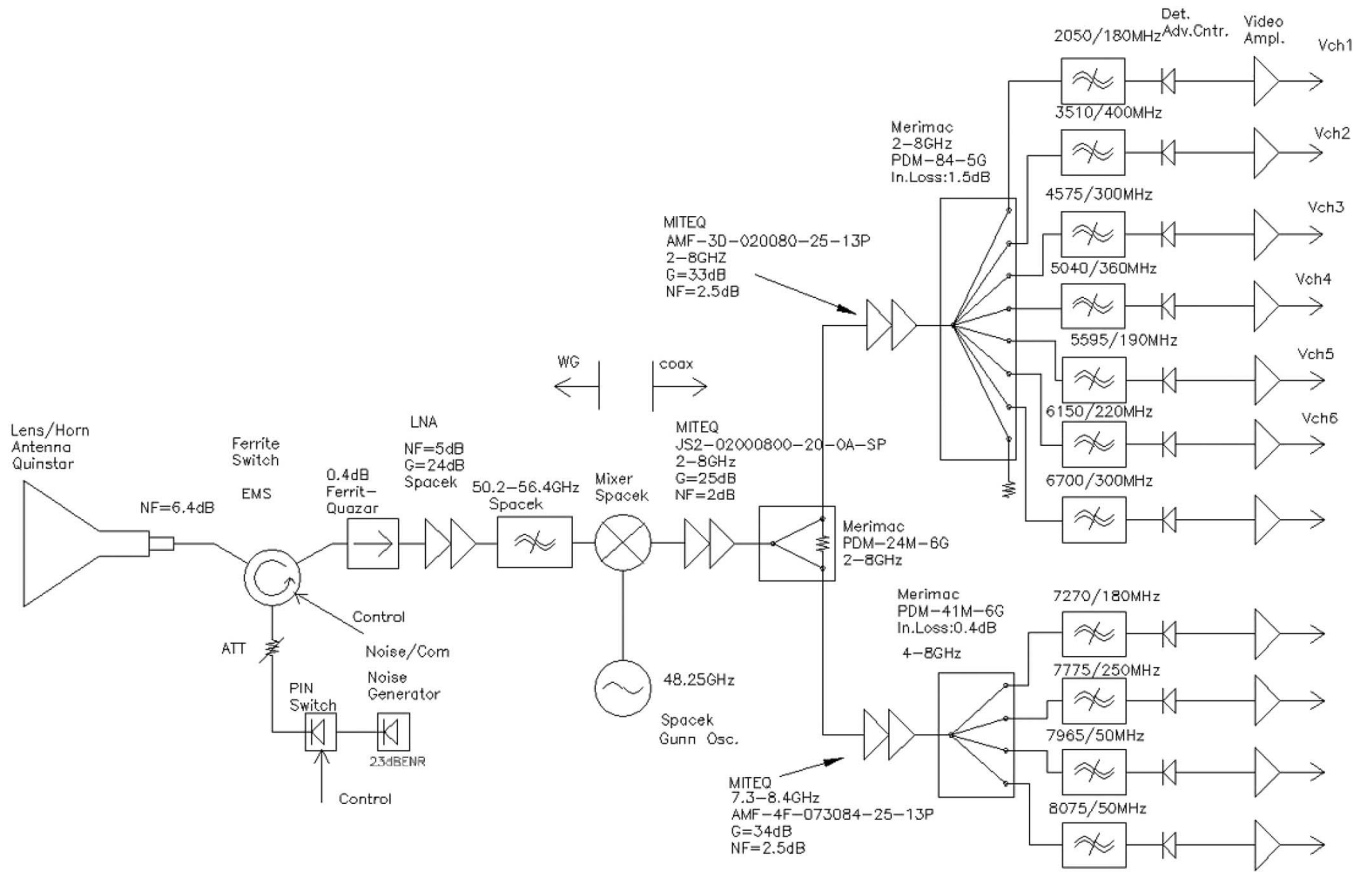 Lens/Horn
Antenna
Quinstar
NF=6.4dB
Ferrite
Switch
EMS
0.4dB
Ferrit-
Quazar
LNA
NF=5dB
G=24dB
Spacek
50.2-56.4GHz
Spacek
WG
coax
Mixer
Spacek
MITEQ
JS2-02000800-20-0A-SP
2-8GHz
G=25dB
NF=2dB
Control
Noise/Com
Noise
Generator
ATT
PIN
Switch
23dBENR
Control
48.25GHz
Spacek
Gunn Osc.
Merimac
PDM-24M-6G
2-8GHz
MITEQ
AMF-3D-020080-25-13P
2-8GHZ
G=33dB
NF=2.5dB
Merimac
2-8GHz
PDM-84-5G
In.Loss:1.5dB
MITEQ
7.3-8.4GHz
AMF-4F-073084-25-13P
G=34dB
NF=2.5dB
Merimac
PDM-41M-6G
In.Loss:0.4dB
4-8GHz
Det.
Adv.Cntr.
Video
Ampl.
2050/180MHz
Vch1
3510/400MHz
Vch2
4575/300MHz
Vch3
5040/360MHz
Vch4
5595/190MHz
Vch5
6150/220MHz
Vch6
6700/300MHz
7270/180MHz
7775/250MHz
7965/50MHz
8075/50MHz